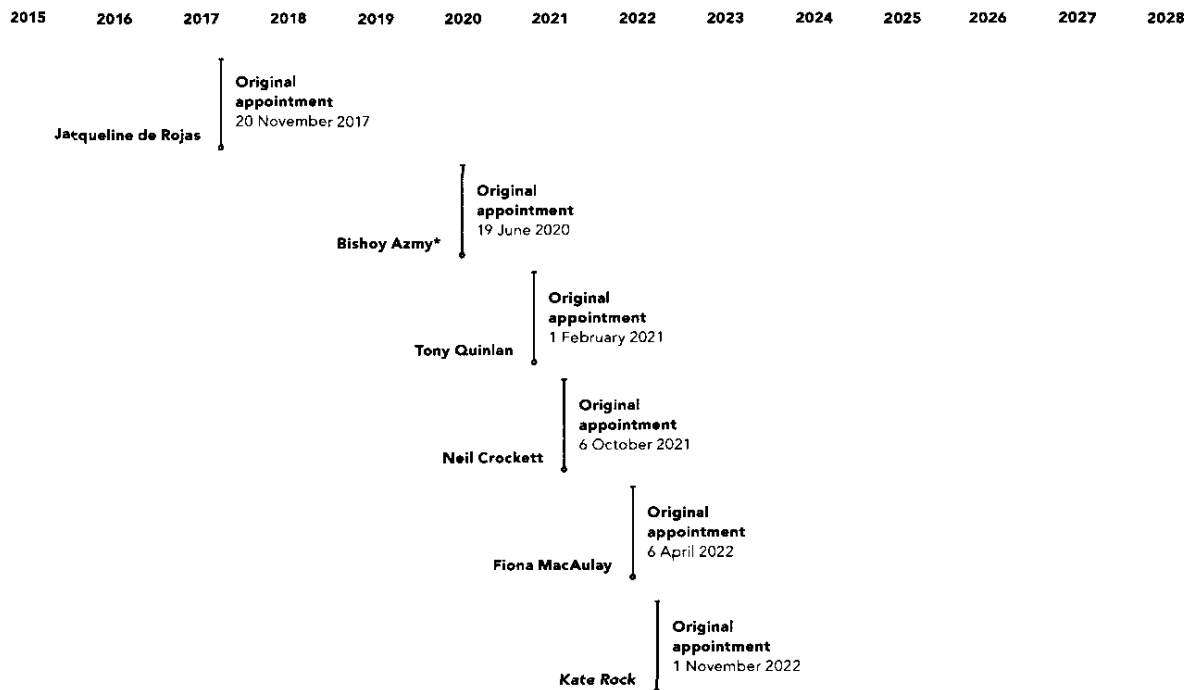 2015 2016 2017 2018 2019 2020 2021 2022 2023 2024 2025 2026 2027 2028
Original
appointment
20 November 2017
Jacqueline de Rojas
Original
appointment
19 June 2020
Bishoy Azmy*
Original
appointment
1 February 2021
Tony Quinlan
Original
appointment
6 October 2021
Neil Crockett
Original
appointment
6 April 2022
Fiona MacAulay
Original
appointment
1 November 2022
Kate Rock